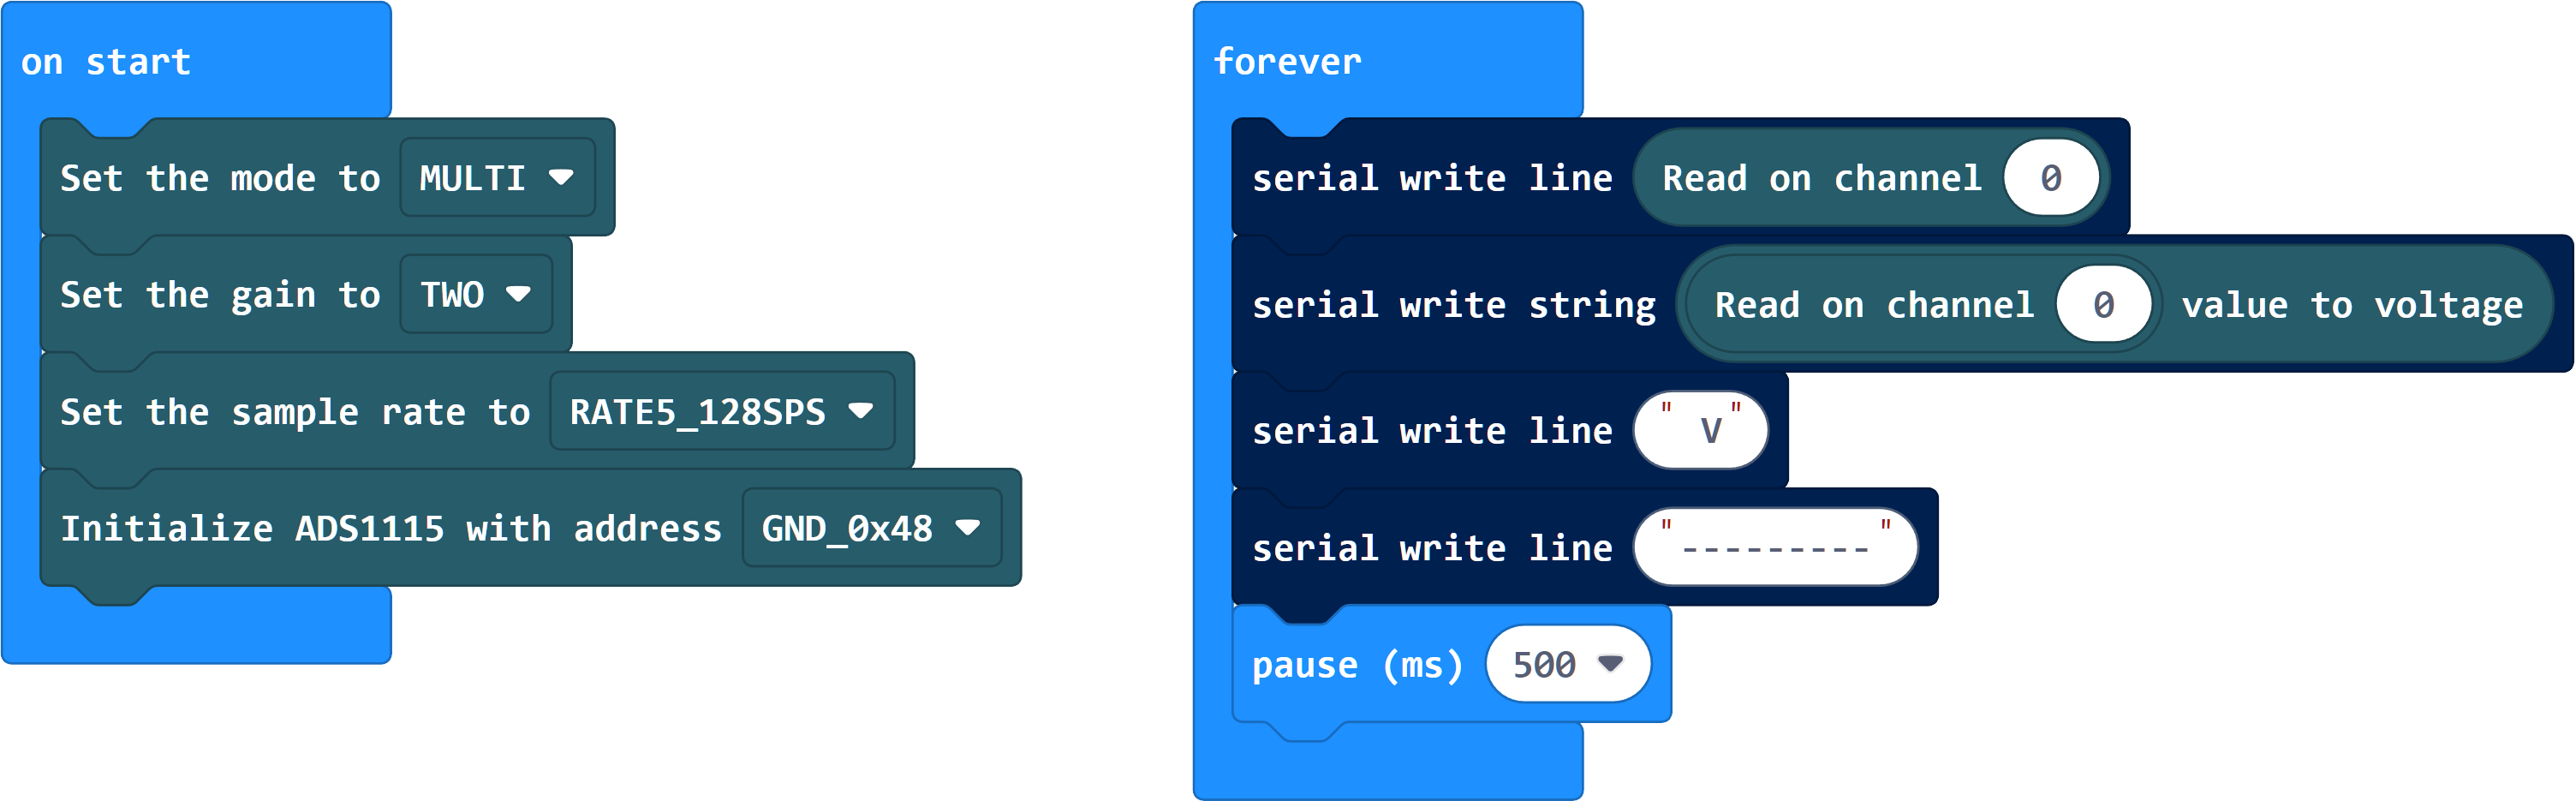 on start
Set the mode to MULTI
Set the gain to TWO
Set the sample rate to RATE5_128SPS
Initialize ADS1115 with address GND_0x48
forever
serial write line Read on channel 0
serial write string Read on channel 0 value to voltage
serial write line " V"
serial write line "---------"
pause (ms) 500